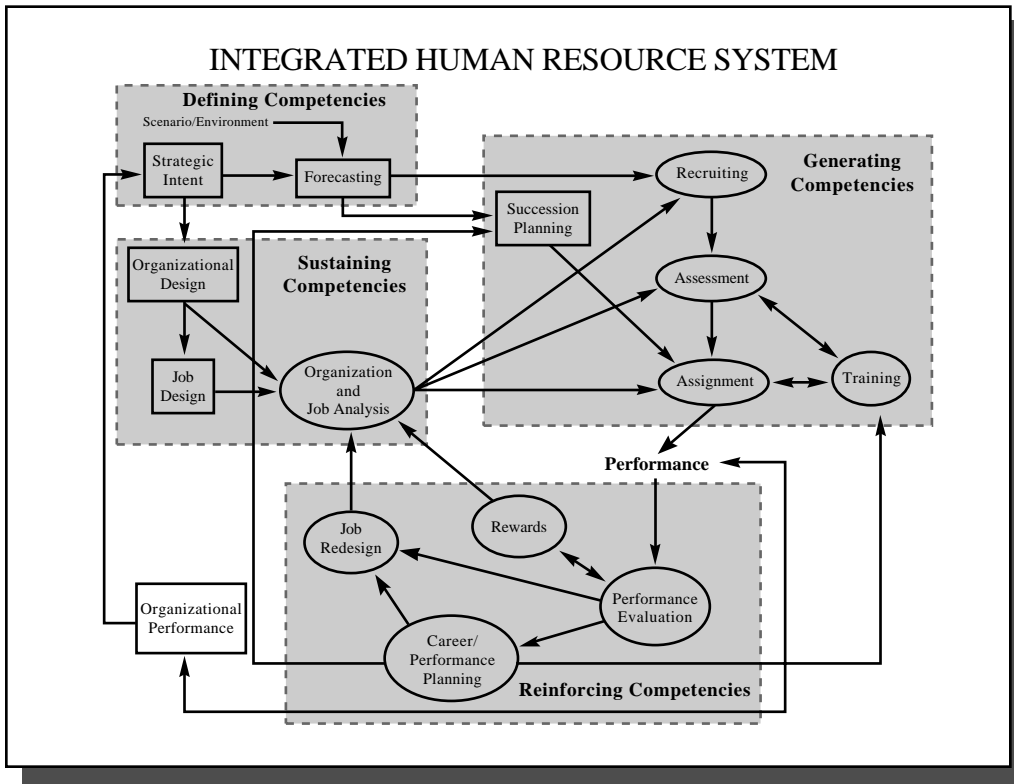 INTEGRATED HUMAN RESOURCE SYSTEM
Defining Competencies
Scenario/Environment
Strategic
Intent
Forecasting
Generating
Competencies
Recruiting
Succession
Planning
Assessment
Assignment
Training
Sustaining
Competencies
Organizational
Design
Job
Design
Organization
and
Job Analysis
Performance
Job
Redesign
Rewards
Performance
Evaluation
Career/
Performance
Planning
Reinforcing Competencies
Organizational
Performance